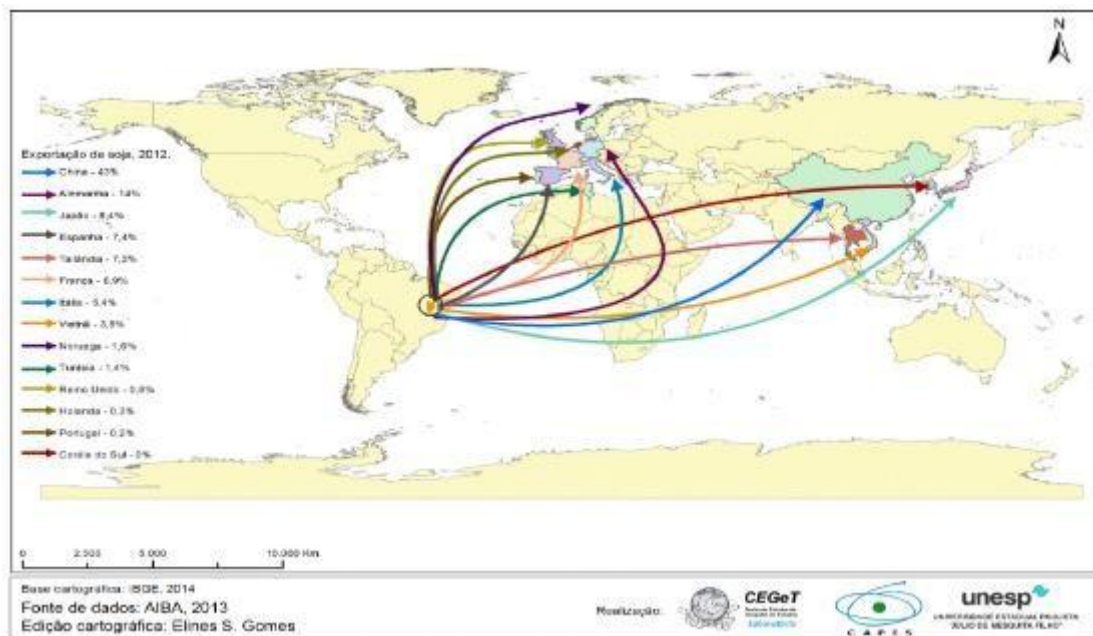 N
Exportação de soja, 2012.
China - 43%
Alemanha - 14%
Japão - 8,4%
Espanha - 7,4%
Tailândia - 7,3%
França - 6,9%
Itália - 5,4%
Vietnã - 3,5%
Noruega - 1,6%
Tunísia - 1,4%
Reino Unido - 0,8%
Holanda - 0,3%
Portugal - 0,2%
Coréia do Sul - 0%
0 2.500 5.000 10.000 Km.
Base cartográfica: IBGE, 2014
Fonte de dados: AIBA, 2013
Edição cartográfica: Elines S. Gomes
Realização:
CEGeT
CAPES
unesp
UNIVERSIDADE ESTADUAL PAULISTA
"JÚLIO DE MESQUITA FILHO"